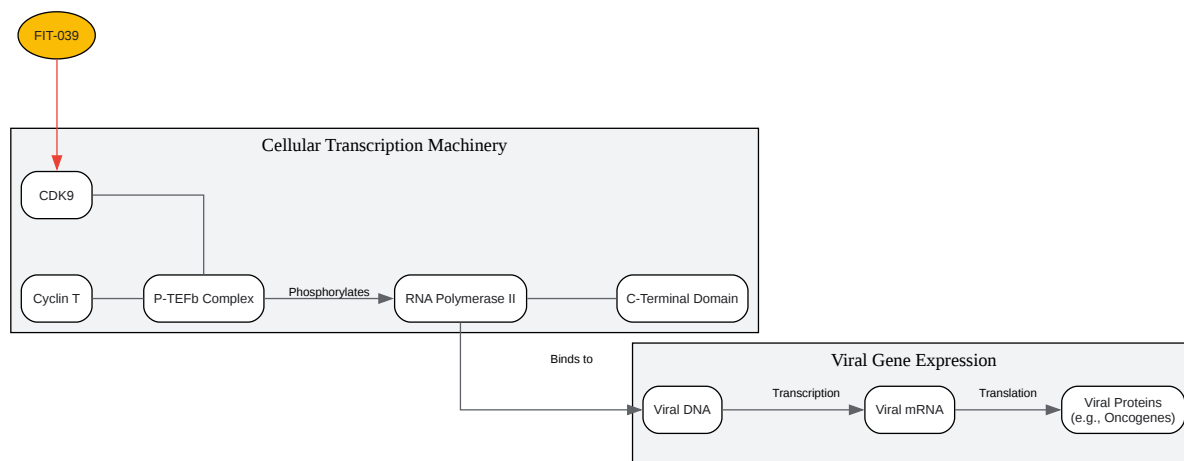 FIT-039
Cellular Transcription Machinery
CDK9
Cyclin T
P-TEFb Complex
Phosphorylates
RNA Polymerase II
C-Terminal Domain
Binds to
Viral Gene Expression
Viral DNA
Transcription
Viral mRNA
Translation
Viral Proteins
(e.g., Oncogenes)